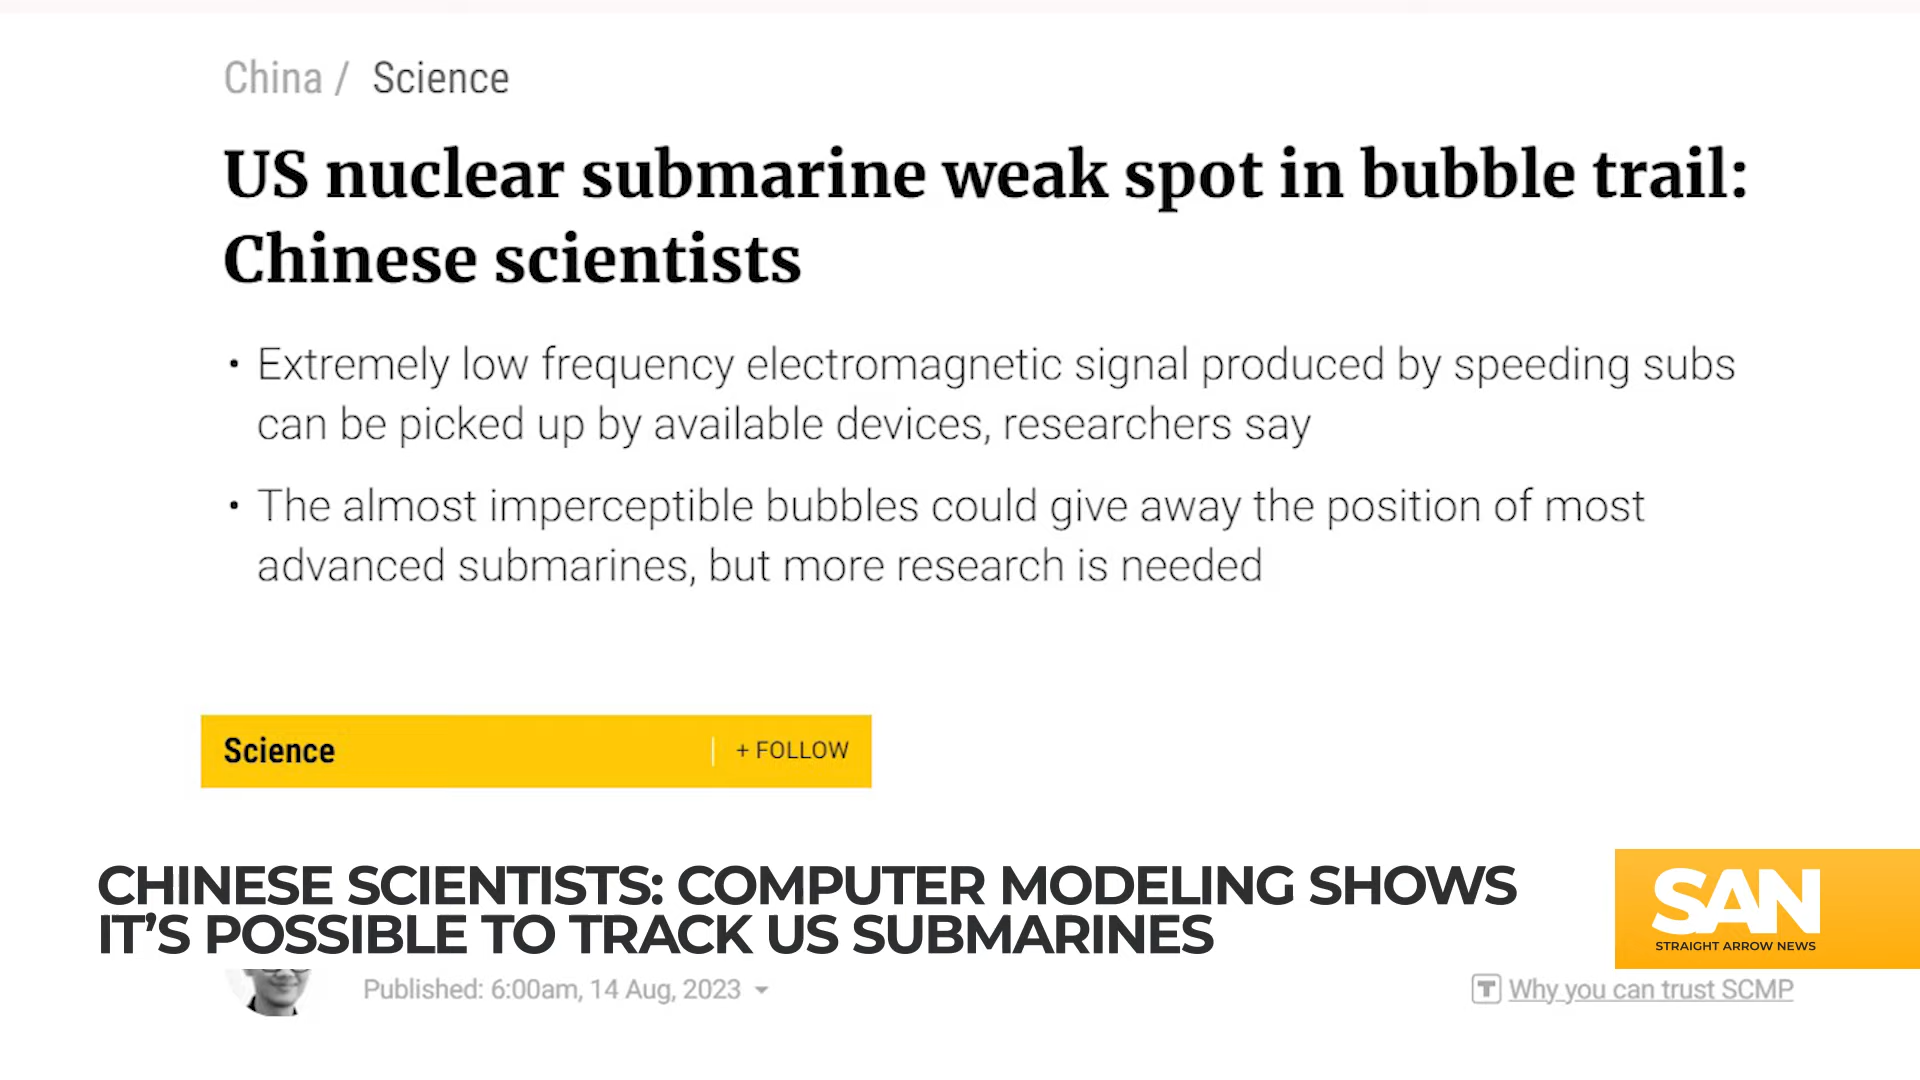 China / Science
US nuclear submarine weak spot in bubble trail:
Chinese scientists
• Extremely low frequency electromagnetic signal produced by speeding subs
can be picked up by available devices, researchers say
• The almost imperceptible bubbles could give away the position of most
advanced submarines, but more research is needed
Science + FOLLOW
CHINESE SCIENTISTS: COMPUTER MODELING SHOWS
IT’S POSSIBLE TO TRACK US SUBMARINES
SAN
STRAIGHT ARROW NEWS
Published: 6:00am, 14 Aug, 2023
T Why you can trust SCMP